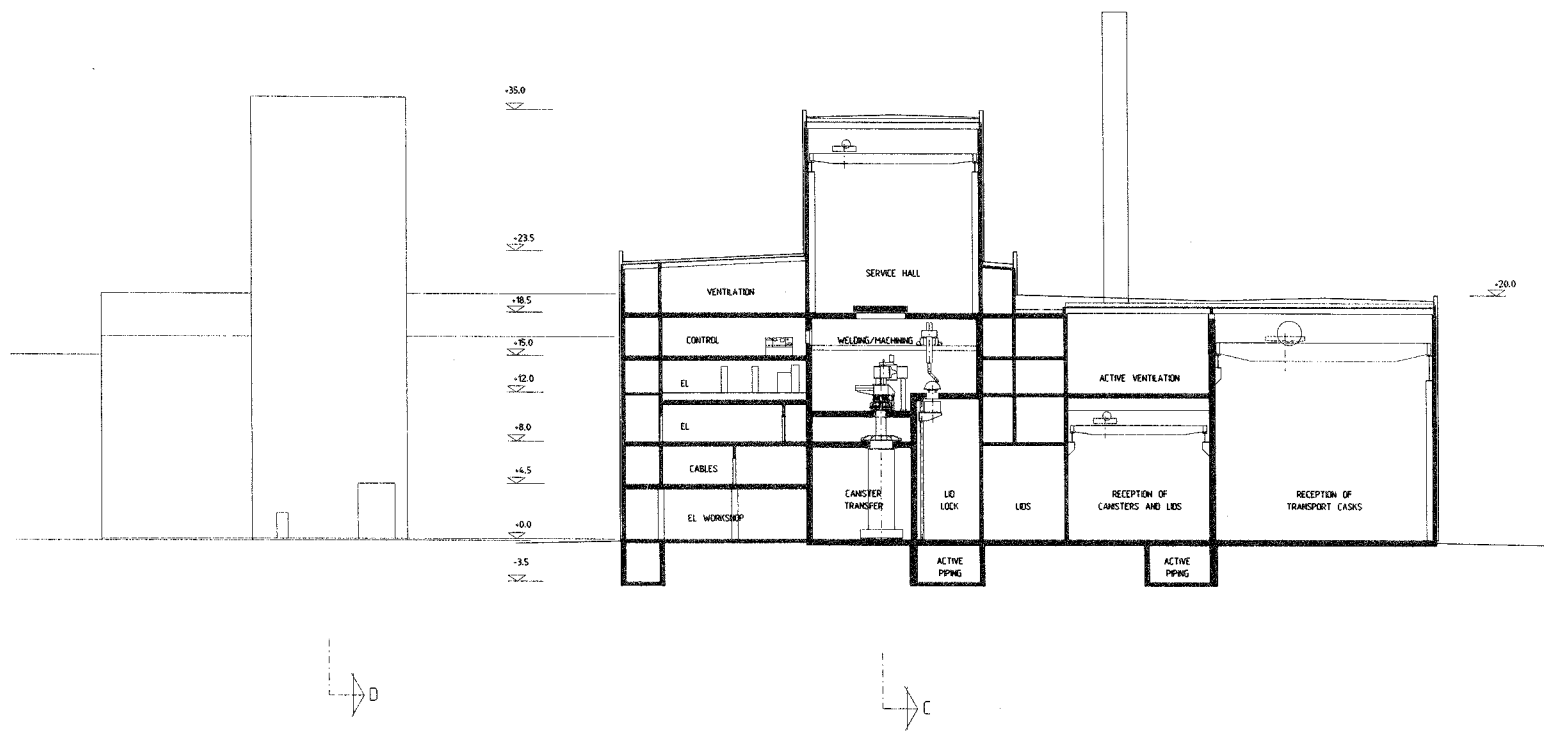 +35.0
+23.5
SERVICE HALL
VENTILATION
+18.5
+20.0
CONTROL
WELDING/MACHINING
+15.0
EL
ACTIVE VENTILATION
+12.0
EL
+8.0
CABLES
+4.5
CANISTER
TRANSFER
LID
LOCK
LIDS
RECEPTION OF
CANISTERS AND LIDS
RECEPTION OF
TRANSPORT CASKS
EL WORKSHOP
+0.0
-3.5
ACTIVE
PIPING
ACTIVE
PIPING
D
C